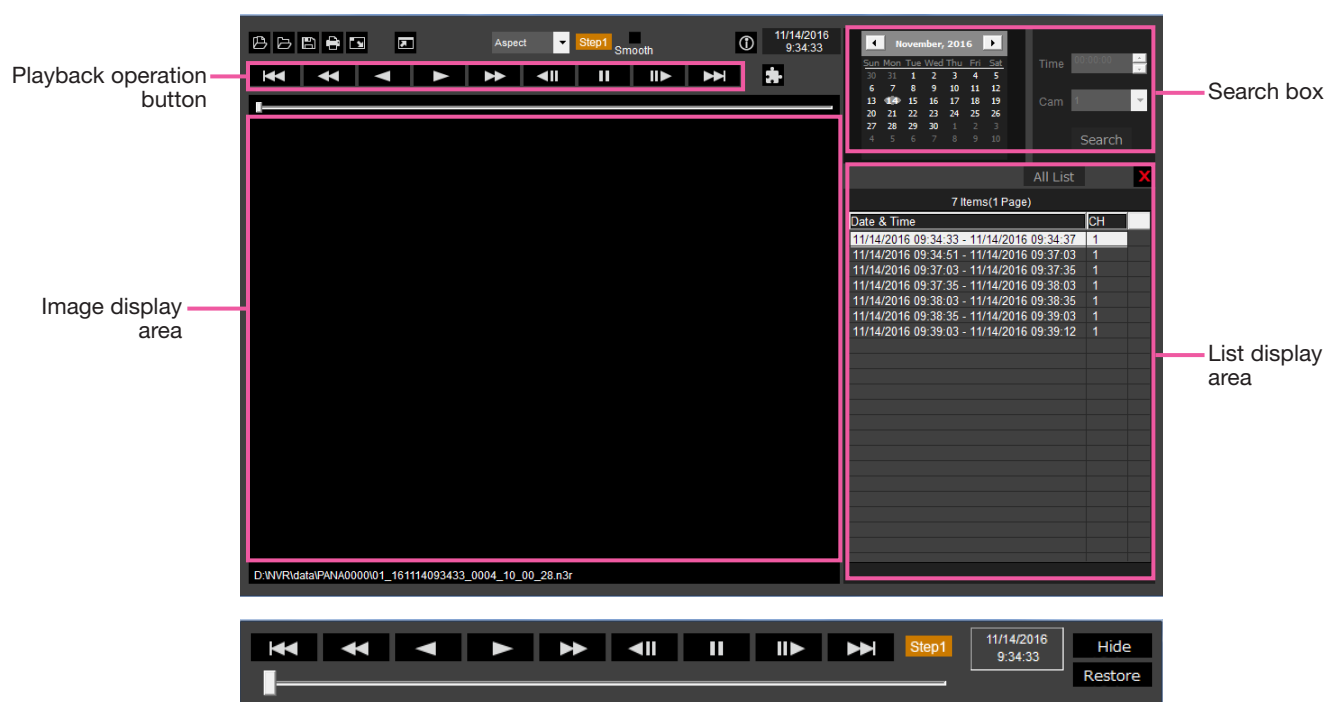 Playback operation
button
Aspect
Step1
Smooth
11/14/2016
9:34:33
November, 2016
Sun Mon Tue Wed Thu Fri Sat
30 31 1 2 3 4 5
6 7 8 9 10 11 12
13 14 15 16 17 18 19
20 21 22 23 24 25 26
27 28 29 30 1 2 3
4 5 6 7 8 9 10
Time 00:00:00
Cam 1
Search
Search box
All List
X
7 Items(1 Page)
Date & Time CH
11/14/2016 09:34:33 - 11/14/2016 09:34:37 1
11/14/2016 09:34:51 - 11/14/2016 09:37:03 1
11/14/2016 09:37:03 - 11/14/2016 09:37:35 1
11/14/2016 09:37:35 - 11/14/2016 09:38:03 1
11/14/2016 09:38:03 - 11/14/2016 09:38:35 1
11/14/2016 09:38:35 - 11/14/2016 09:39:03 1
11/14/2016 09:39:03 - 11/14/2016 09:39:12 1
Image display
area
List display
area
D:\NVR\data\PANA0000\01_161114093433_0004_10_00_28.n3r
Step1
11/14/2016
9:34:33
Hide
Restore